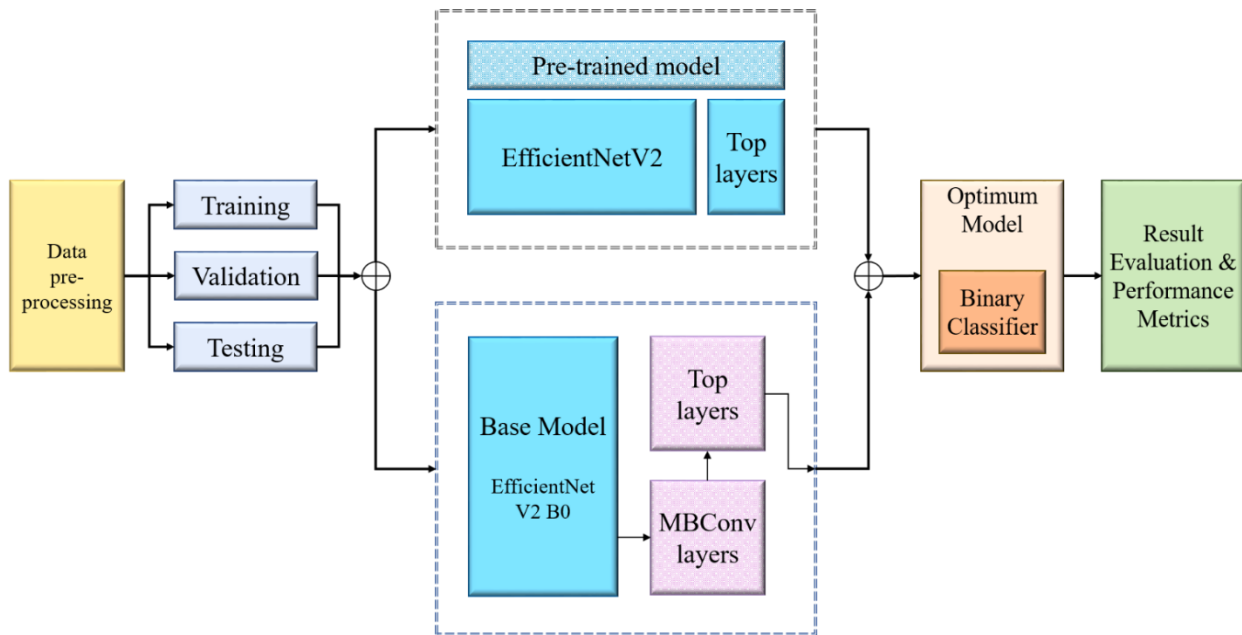 Data
pre-
processing
Training
Validation
Testing
Pre-trained model
EfficientNetV2
Top
layers
Base Model
EfficientNet
V2 B0
Top
layers
MBConv
layers
Optimum
Model
Binary
Classifier
Result
Evaluation &
Performance
Metrics